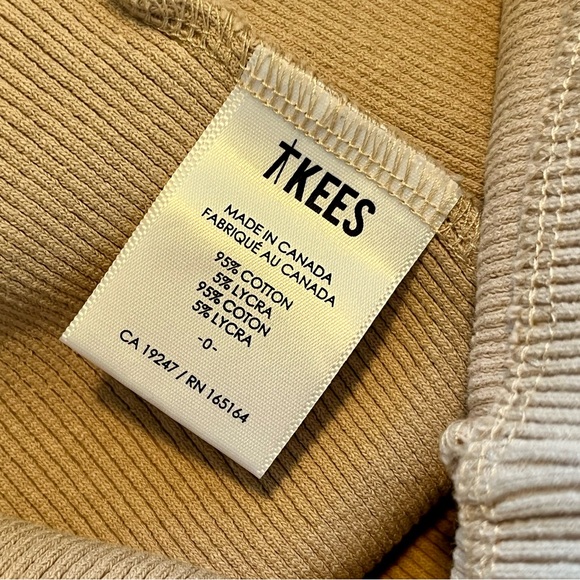 TKEES
MADE IN CANADA
FABRIQUÉ AU CANADA
95% COTTON
5% LYCRA
95% COTON
5% LYCRA
-0-
CA 19247 / RN 165164